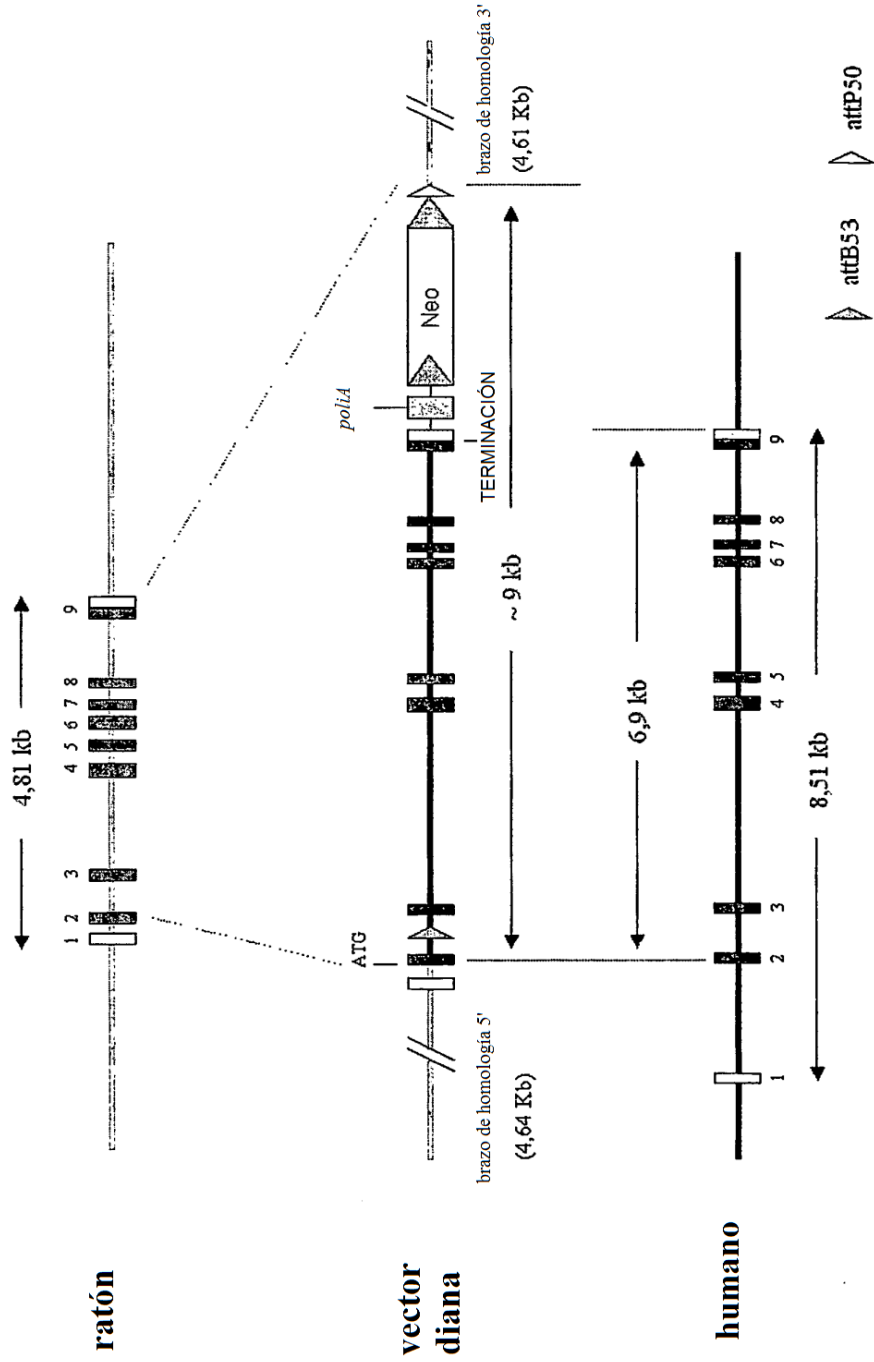 ratón
4,81 kb
1 2 3 4 5 6 7 8 9
vector
diana
ATG
poliA
Neo
TERMINACIÓN
brazo de homología 5'
(4,64 Kb)
~ 9 kb
brazo de homología 3'
(4,61 Kb)
humano
6,9 kb
1 2 3 4 5 6 7 8 9
8,51 kb
attB53
attP50